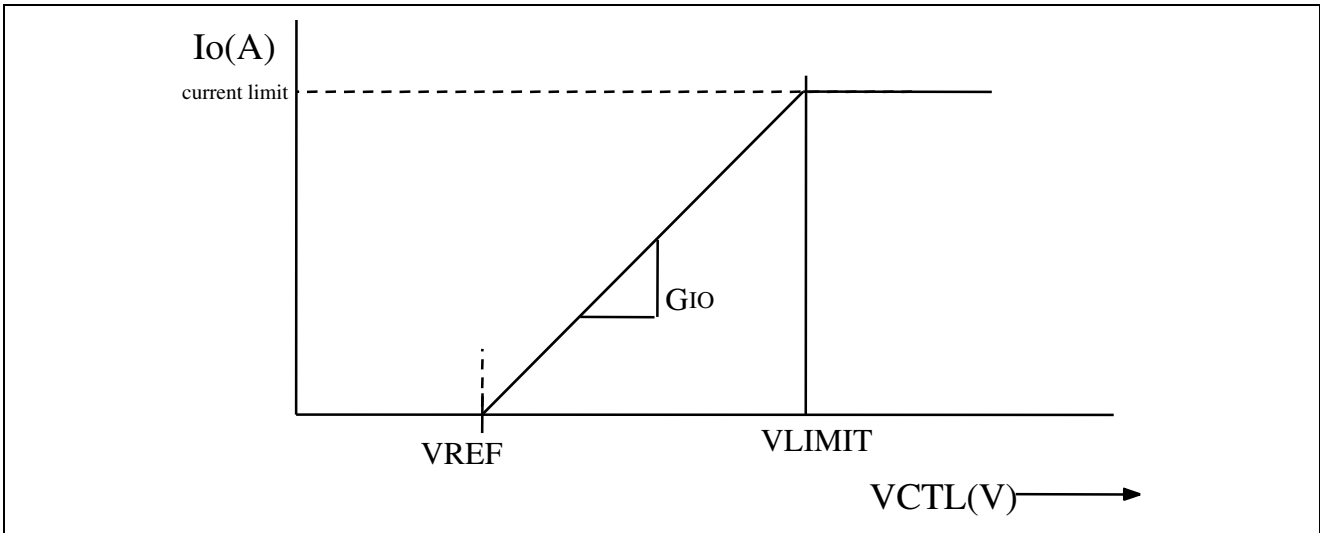 Io(A)
current limit
GIO
VREF
VLIMIT
VCTL(V)